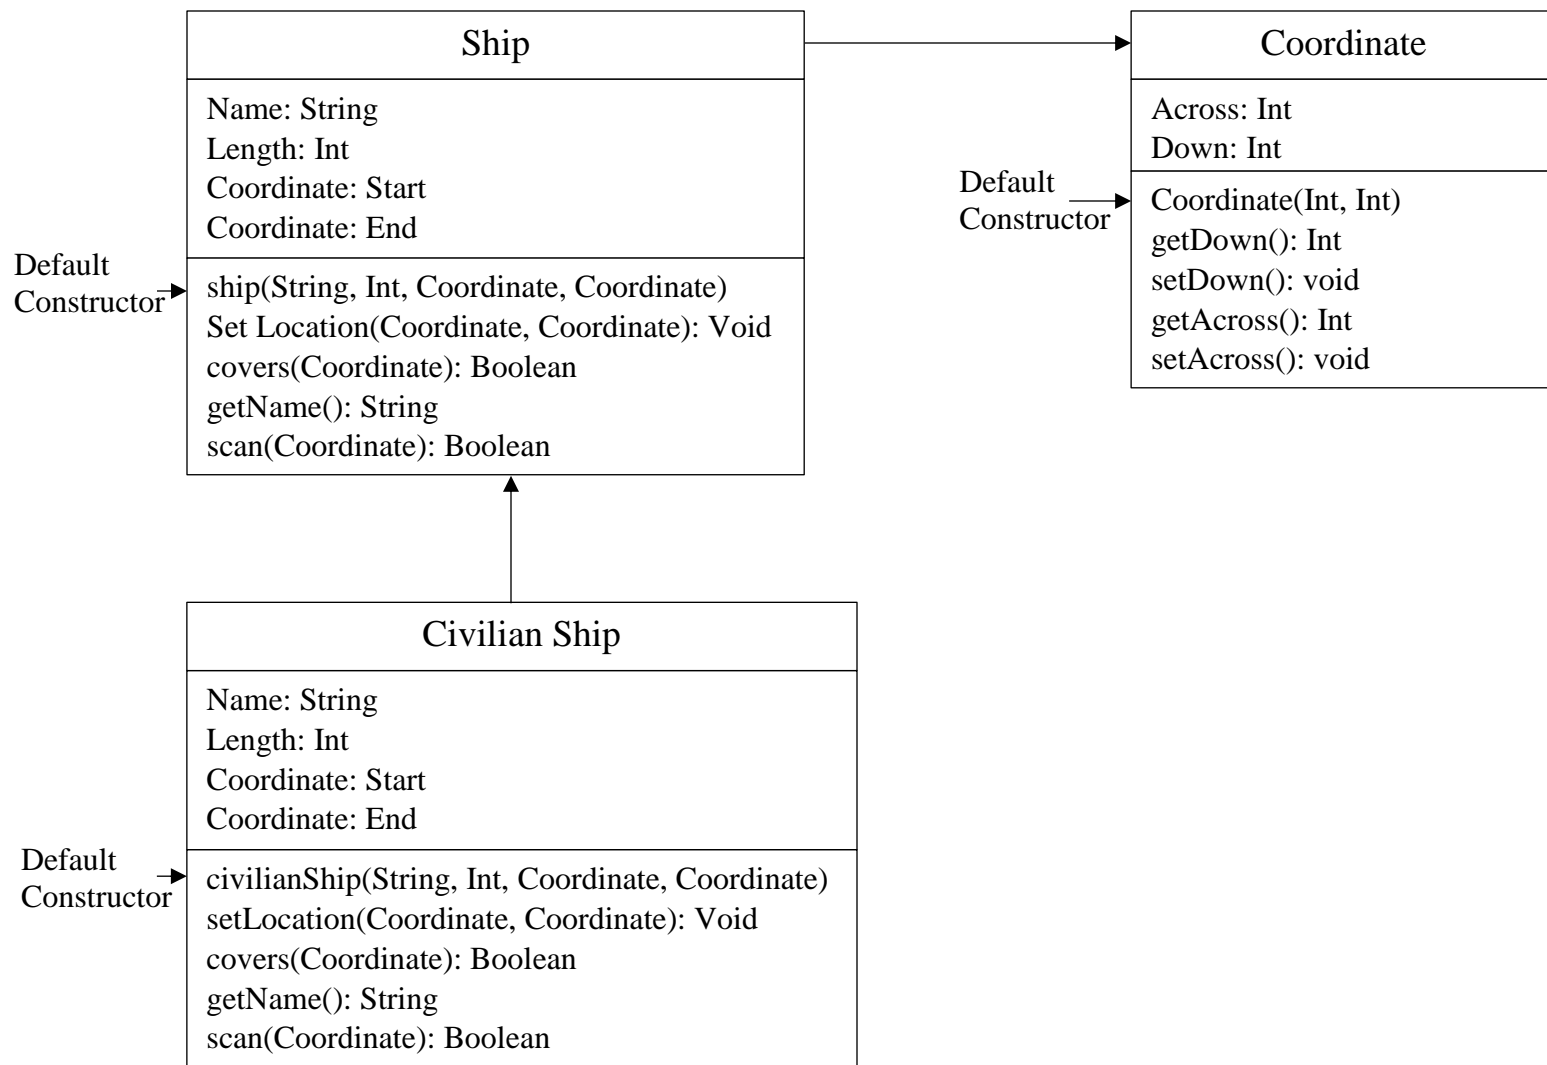 Ship
Name: String
Length: Int
Coordinate: Start
Coordinate: End
Default
Constructor
ship(String, Int, Coordinate, Coordinate)
Set Location(Coordinate, Coordinate): Void
covers(Coordinate): Boolean
getName(): String
scan(Coordinate): Boolean
Coordinate
Across: Int
Down: Int
Default
Constructor
Coordinate(Int, Int)
getDown(): Int
setDown(): void
getAcross(): Int
setAcross(): void
Civilian Ship
Name: String
Length: Int
Coordinate: Start
Coordinate: End
Default
Constructor
civilianShip(String, Int, Coordinate, Coordinate)
setLocation(Coordinate, Coordinate): Void
covers(Coordinate): Boolean
getName(): String
scan(Coordinate): Boolean